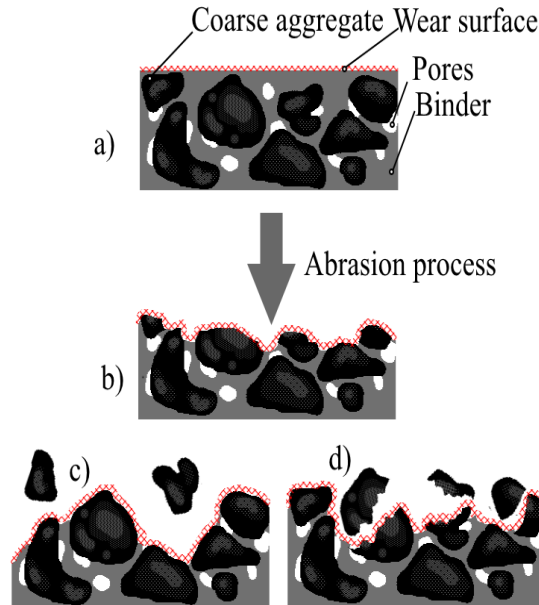 Coarse aggregate Wear surface
Pores
Binder
a)
Abrasion process
b)
c)
d)